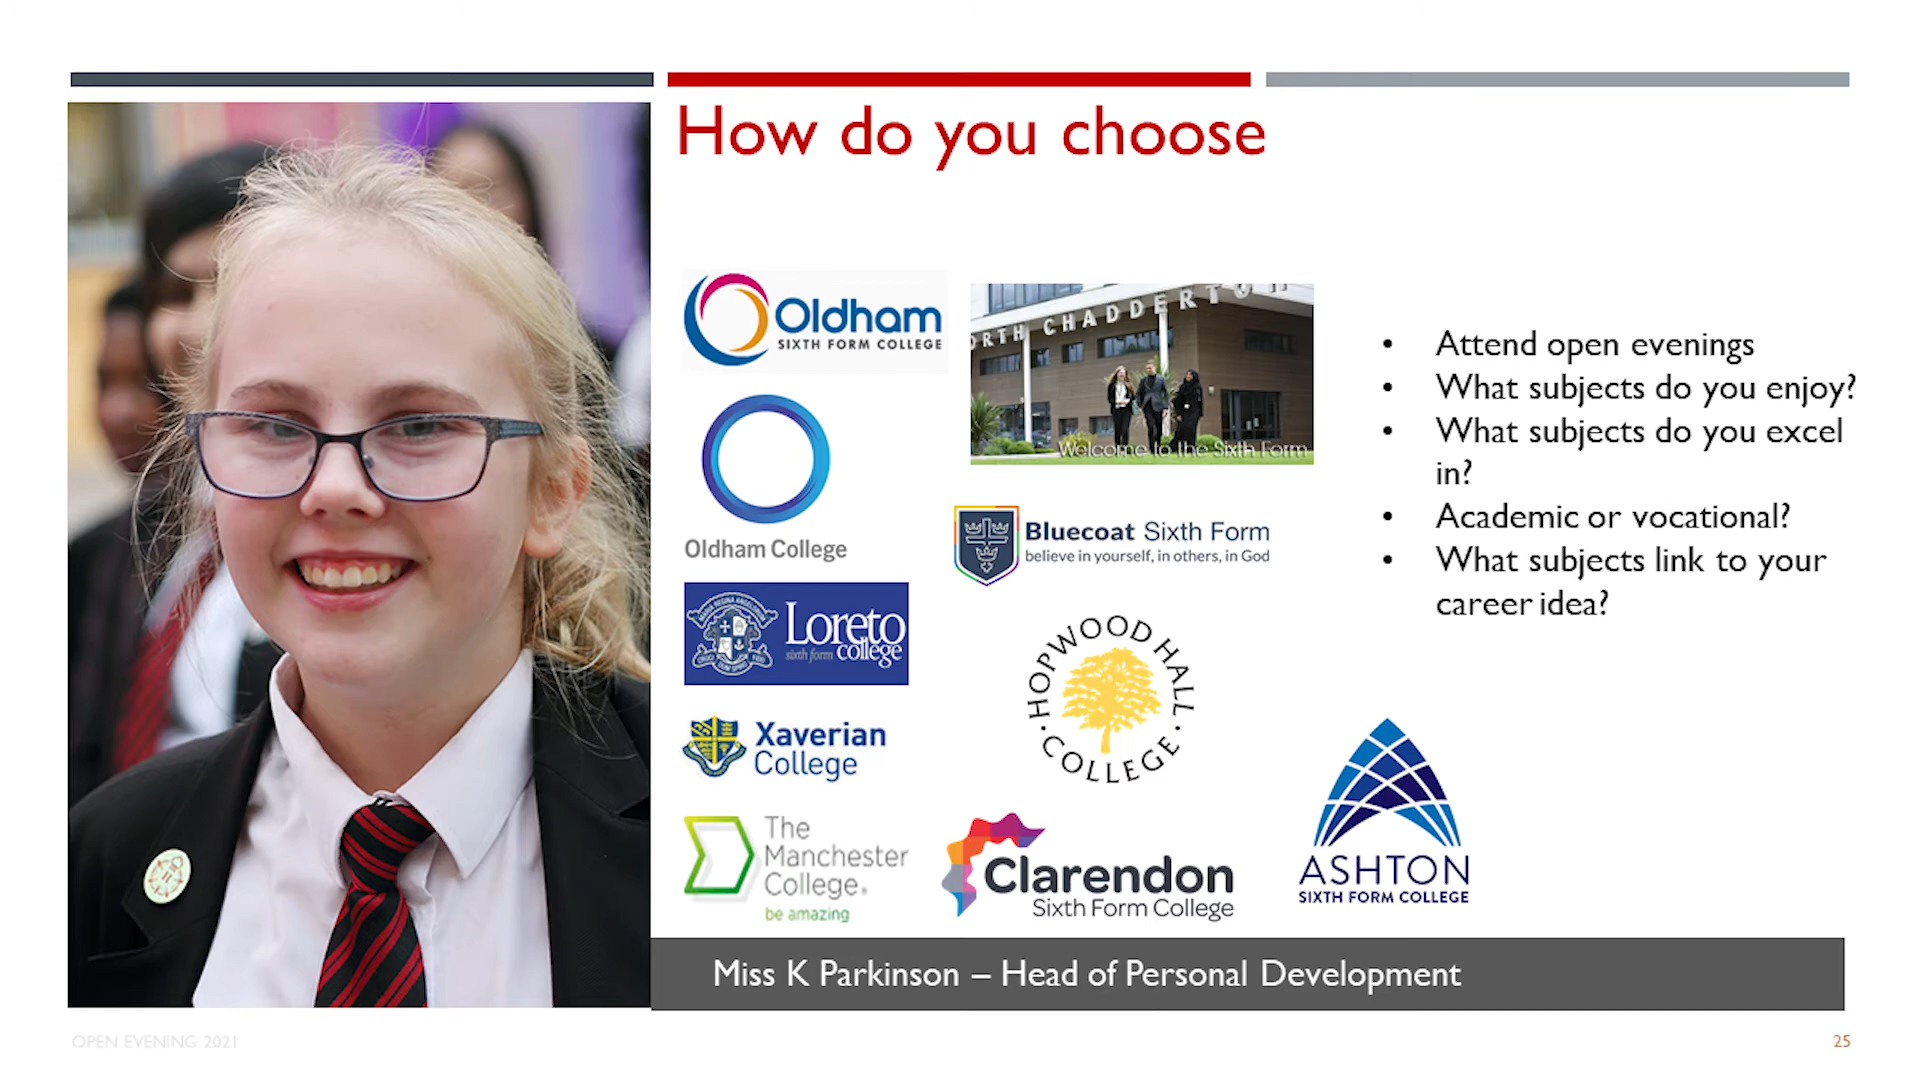 How do you choose
Oldham
SIXTH FORM COLLEGE
ORTH CHADDERTON
Welcome to the Sixth Form
Oldham College
Bluecoat Sixth Form
believe in yourself, in others, in God
Loreto
sixth form college
HOPWOOD HALL
· COLLEGE ·
Xaverian
College
The
Manchester
College.
be amazing
Clarendon
Sixth Form College
ASHTON
SIXTH FORM COLLEGE
• Attend open evenings
• What subjects do you enjoy?
• What subjects do you excel
in?
• Academic or vocational?
• What subjects link to your
career idea?
Miss K Parkinson – Head of Personal Development
OPEN EVENING 2021
25